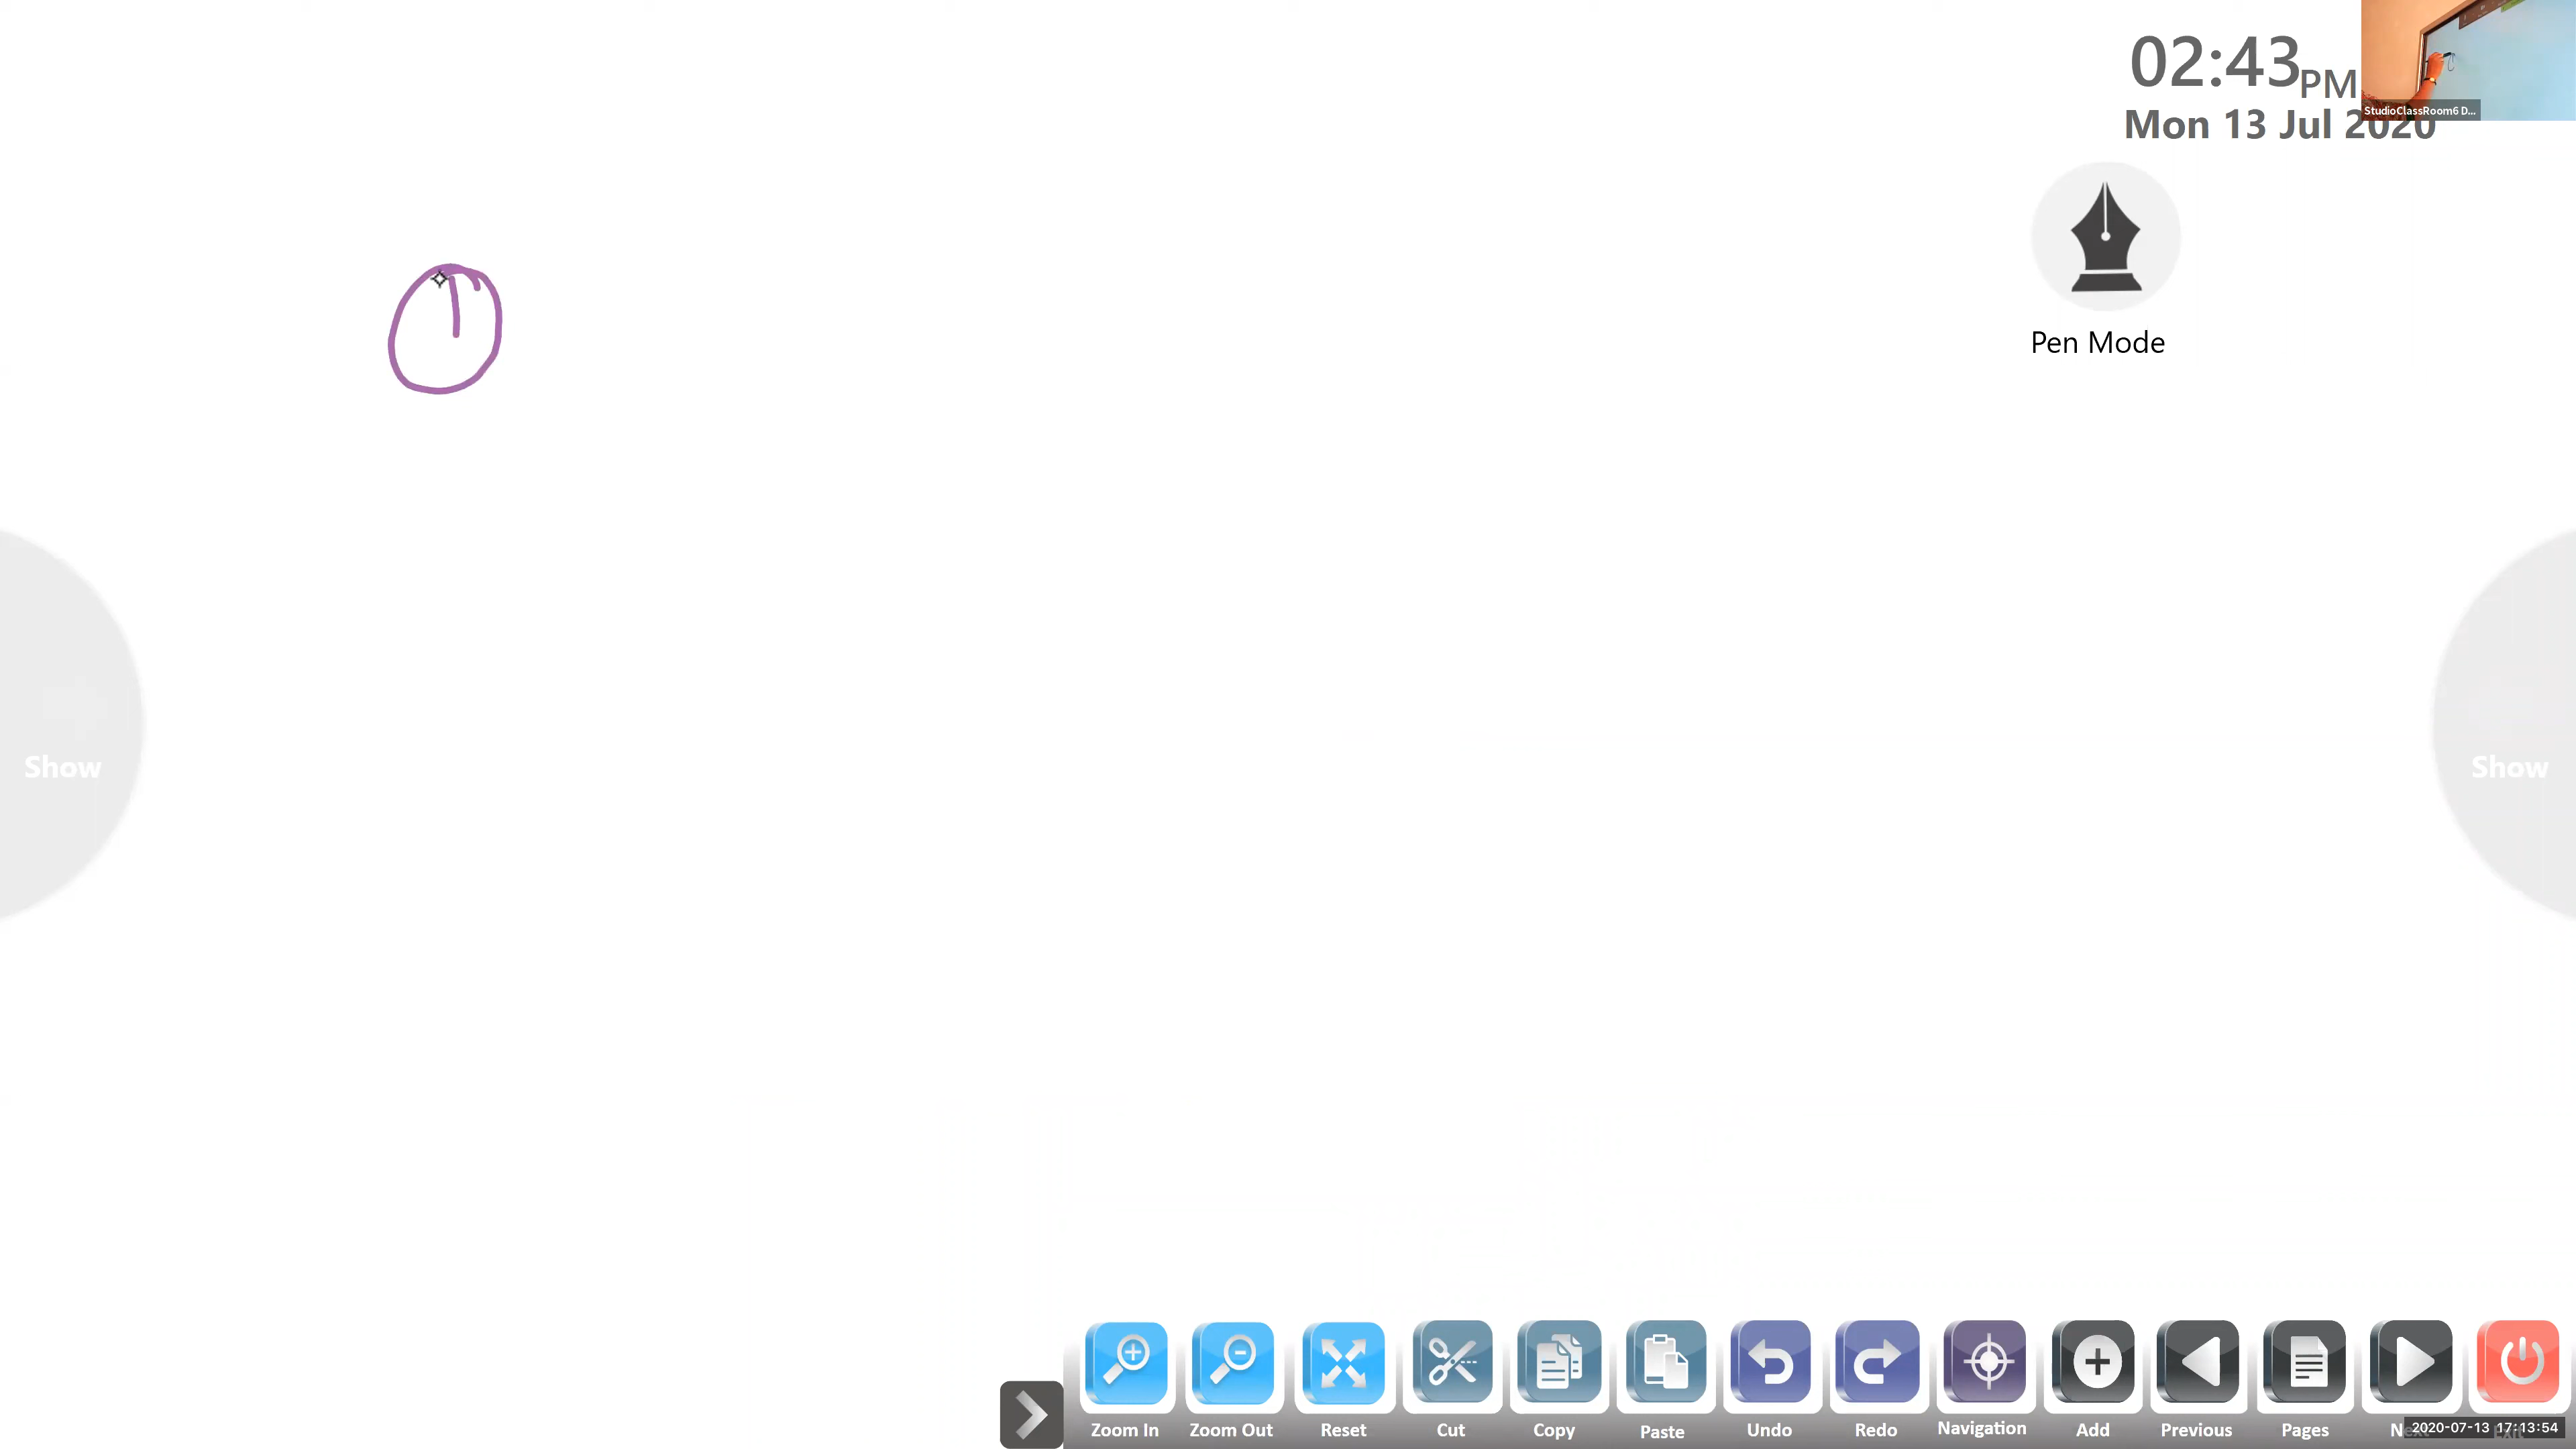 02:43PM
StudioClassRoom6 D...
Mon 13 Jul 2020
Pen Mode
Show
Show
Zoom In Zoom Out Reset Cut Copy Paste Undo Redo Navigation Add Previous Pages
2020-07-13 17:13:54